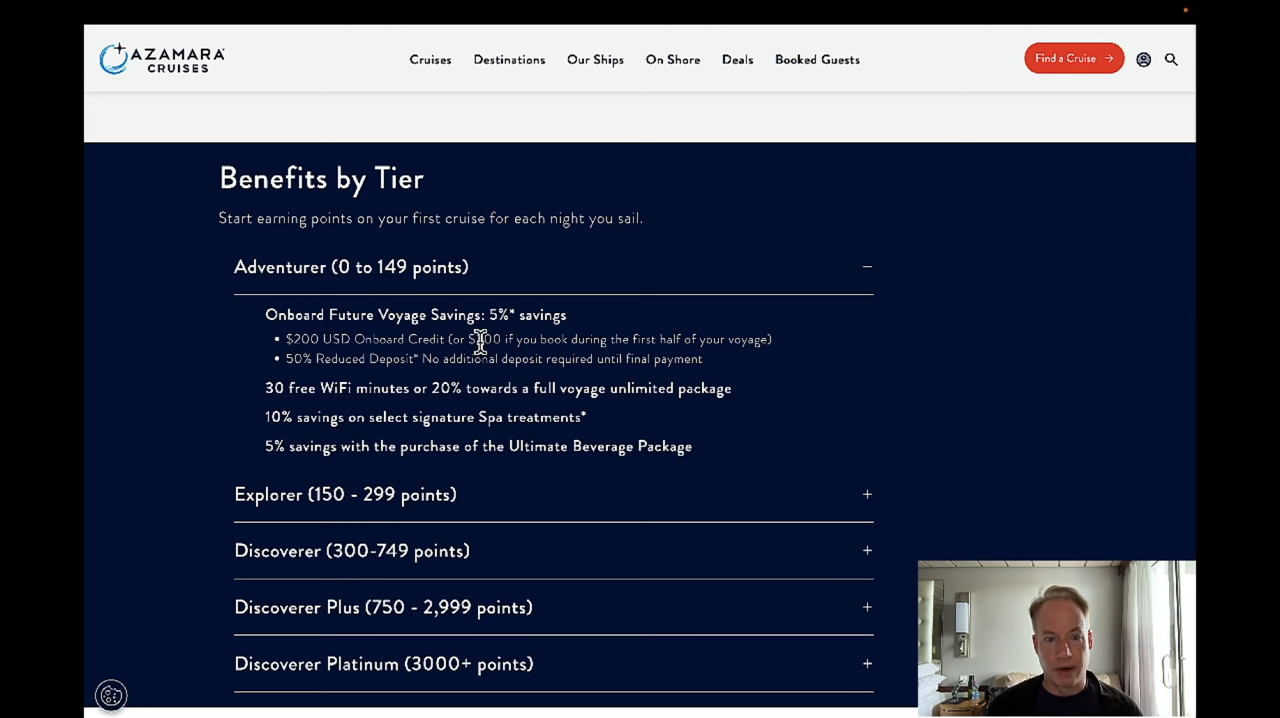 AZAMARA
CRUISES
Cruises Destinations Our Ships On Shore Deals Booked Guests Find a Cruise →
Benefits by Tier
Start earning points on your first cruise for each night you sail.
Adventurer (0 to 149 points) –
Onboard Future Voyage Savings: 5%* savings
• $200 USD Onboard Credit (or if you book during the first half of your voyage)
• 50% Reduced Deposit* No additional deposit required until final payment
30 free WiFi minutes or 20% towards a full voyage unlimited package
10% savings on select signature Spa treatments*
5% savings with the purchase of the Ultimate Beverage Package
Explorer (150 - 299 points) +
Discoverer (300-749 points) +
Discoverer Plus (750 - 2,999 points) +
Discoverer Platinum (3000+ points) +